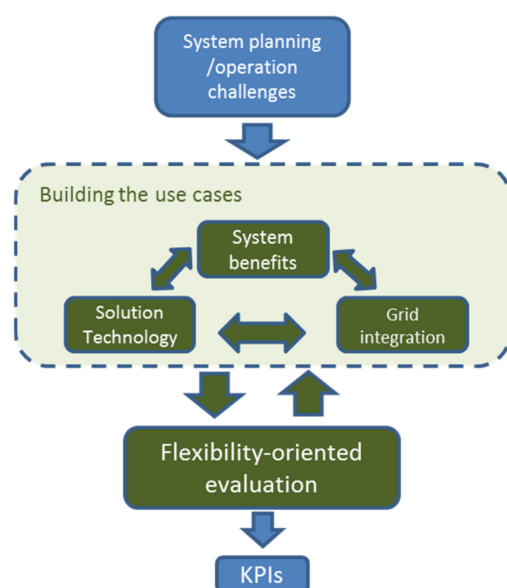 System planning
/operation
challenges
Building the use cases
System
benefits
Solution
Technology
Grid
integration
Flexibility-oriented
evaluation
KPIs